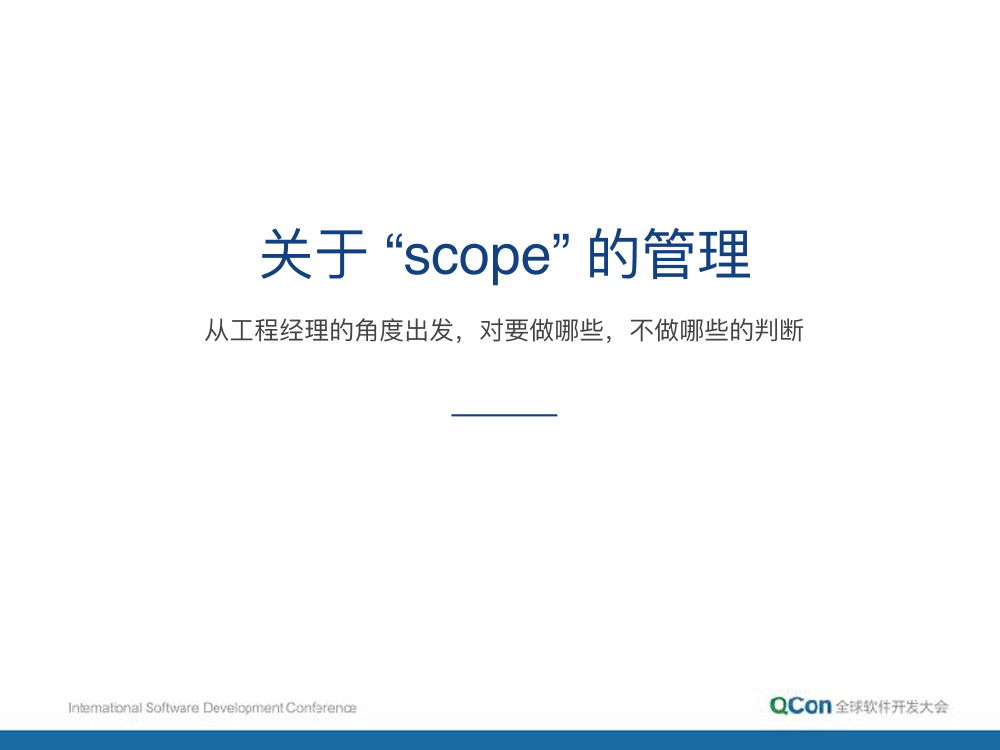 关于 “scope” 的管理
从工程经理的角度出发，对要做哪些，不做哪些的判断
International Software Development Conference
QCon 全球软件开发大会